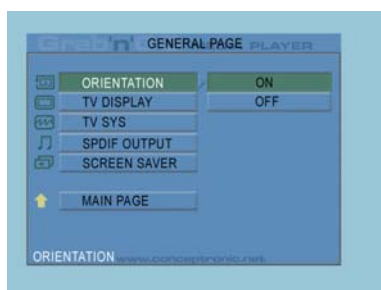 Grab'n'G GENERAL PAGE PLAYER
ORIENTATION ON
TV DISPLAY OFF
TV SYS
SPDIF OUTPUT
SCREEN SAVER
MAIN PAGE
ORIENTATION www.conceptronic.net